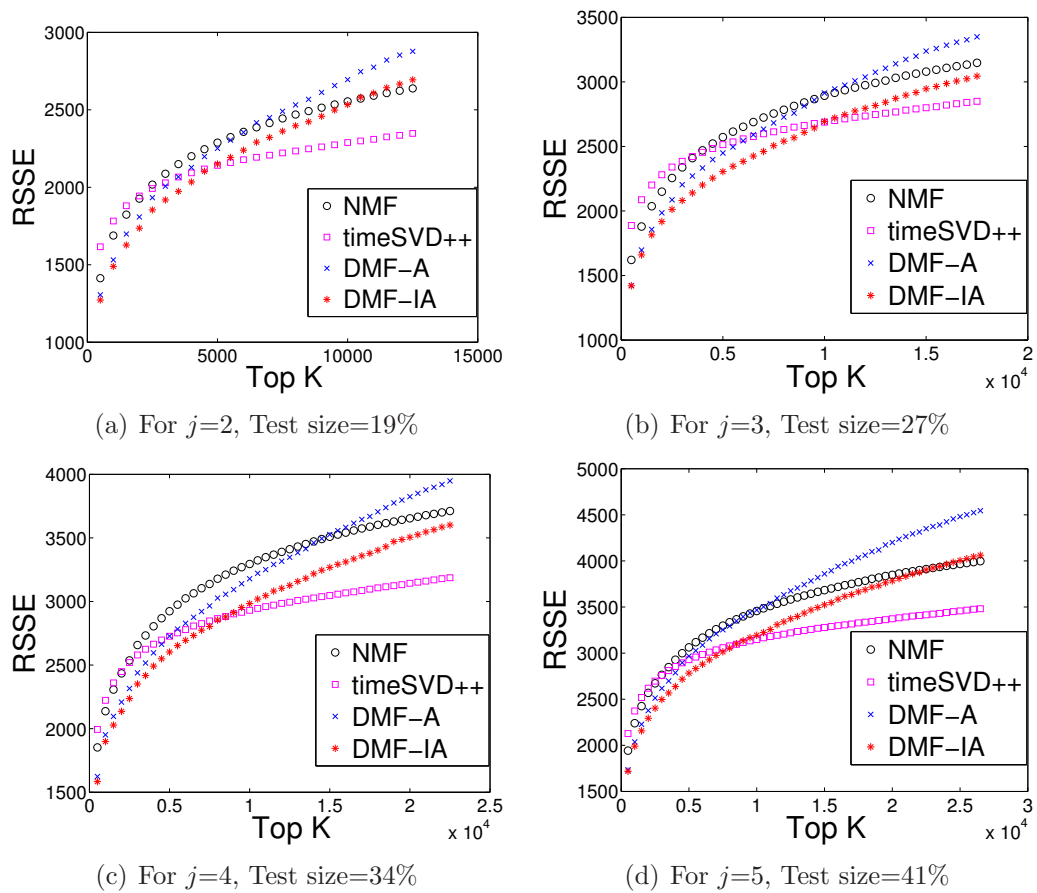 3000
2500
2000
1500
1000
RSSE
NMF
timeSVD++
DMF-A
DMF-IA
0 5000 10000 15000
Top K
(a) For j=2, Test size=19%
3500
3000
2500
2000
1500
1000
RSSE
NMF
timeSVD++
DMF-A
DMF-IA
0 0.5 1 1.5 2
Top K
x 10^4
(b) For j=3, Test size=27%
4000
3500
3000
2500
2000
1500
RSSE
NMF
timeSVD++
DMF-A
DMF-IA
0 0.5 1 1.5 2 2.5
Top K
x 10^4
(c) For j=4, Test size=34%
5000
4500
4000
3500
3000
2500
2000
1500
RSSE
NMF
timeSVD++
DMF-A
DMF-IA
0 0.5 1 1.5 2 2.5 3
Top K
x 10^4
(d) For j=5, Test size=41%